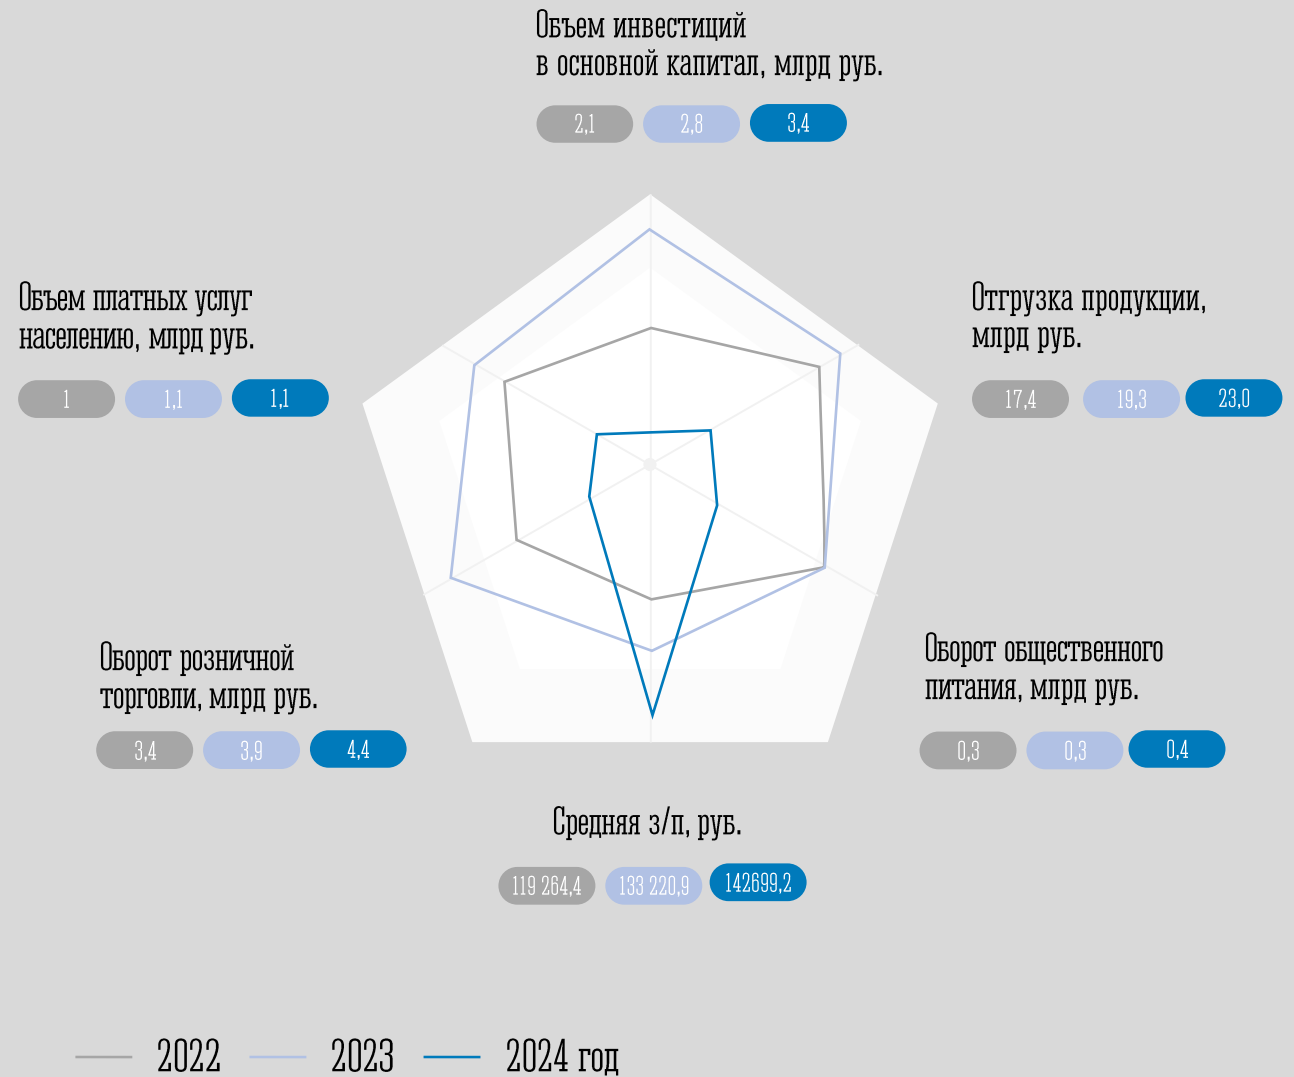 Объем инвестиций
в основной капитал, млрд руб.
2,1 2,8 3,4
Объем платных услуг
населению, млрд руб.
1 1,1 1,1
Отгрузка продукции,
млрд руб.
17,4 19,3 23,0
Оборот розничной
торговли, млрд руб.
3,4 3,9 4,4
Оборот общественного
питания, млрд руб.
0,3 0,3 0,4
Средняя з/п, руб.
119 264,4 133 220,9 142699,2
2022 2023 2024 год